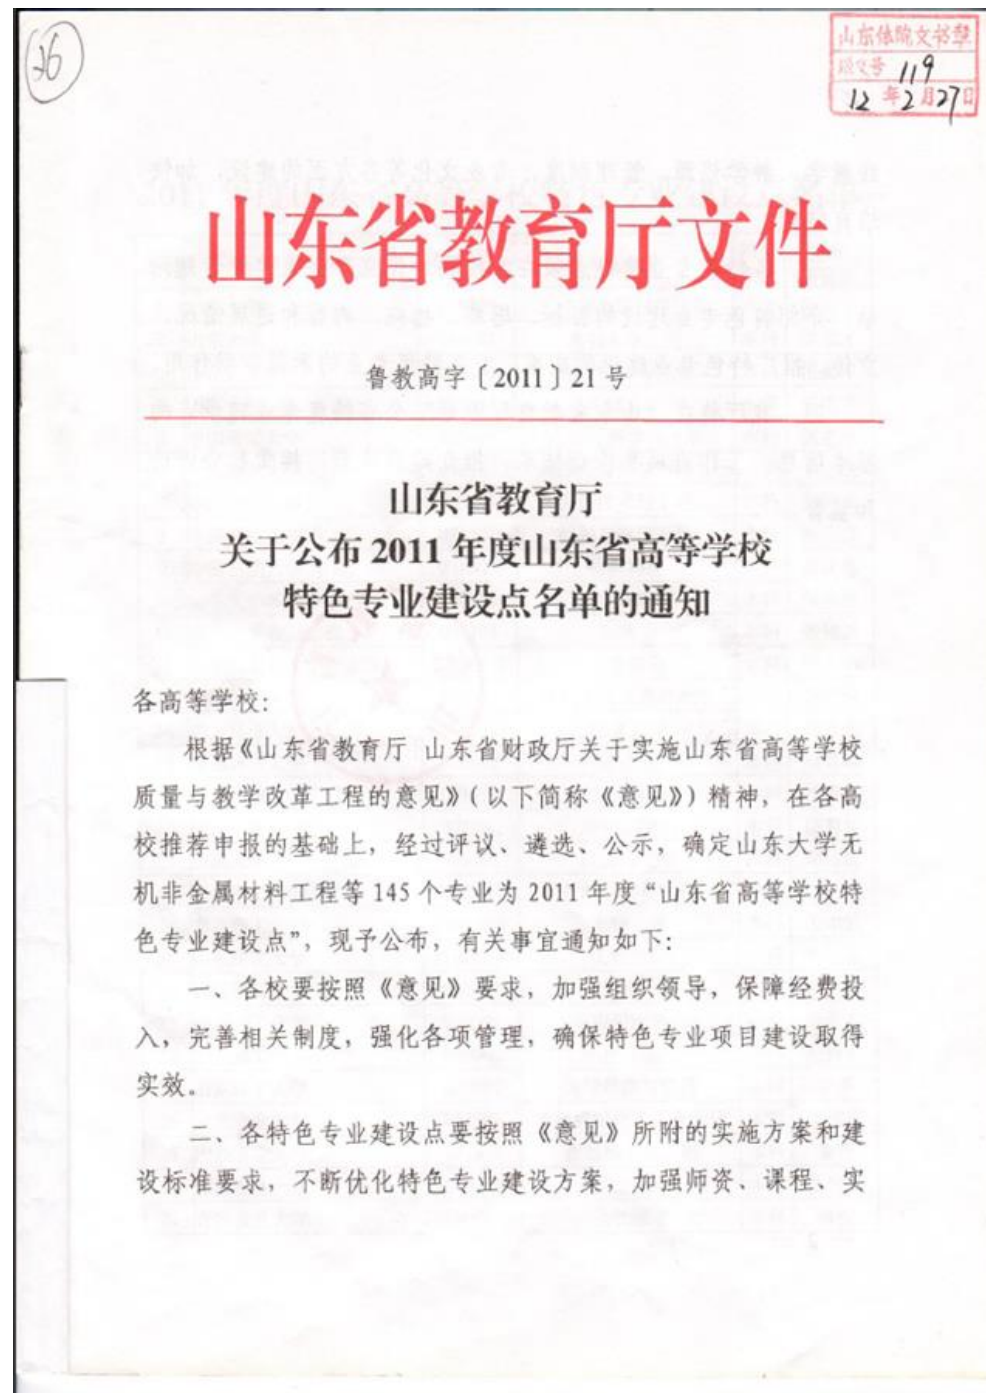 26
山东体院文书档
收文号 119
12年2月27日
山东省教育厅文件
鲁教高字〔2011〕21号
山东省教育厅
关于公布 2011 年度山东省高等学校
特色专业建设点名单的通知
各高等学校:
根据《山东省教育厅 山东省财政厅关于实施山东省高等学校
质量与教学改革工程的意见》(以下简称《意见》)精神，在各高
校推荐申报的基础上，经过评议、遴选、公示，确定山东大学无
机非金属材料工程等 145 个专业为 2011 年度“山东省高等学校特
色专业建设点”，现予公布，有关事宜通知如下:
一、各校要按照《意见》要求，加强组织领导，保障经费投
入，完善相关制度，强化各项管理，确保特色专业项目建设取得
实效。
二、各特色专业建设点要按照《意见》所附的实施方案和建
设标准要求，不断优化特色专业建设方案，加强师资、课程、实